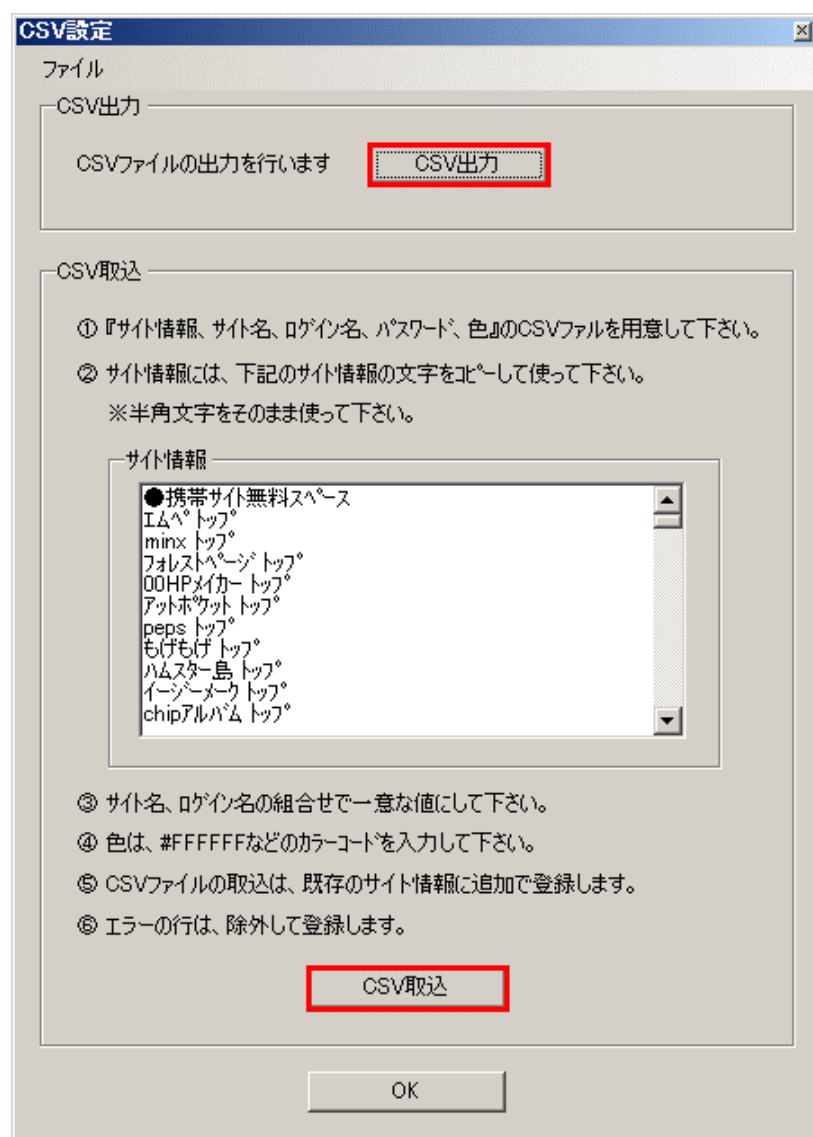 CSV設定
ファイル
CSV出力
CSVファイルの出力を行います
CSV出力
CSV取込
① 『ｻｲﾄ情報、ｻｲﾄ名、ﾛｸﾞｲﾝ名、ﾊﾟｽﾜｰﾄﾞ、色』のCSVファルを用意して下さい。
② ｻｲﾄ情報には、下記のｻｲﾄ情報の文字をｺﾋﾟｰして使って下さい。
※半角文字をそのまま使って下さい。
ｻｲﾄ情報
●携帯ｻｲﾄ無料ｽﾍﾟｰｽ
ｴﾑﾍﾟ ﾄｯﾌﾟ
minx ﾄｯﾌﾟ
ﾌｫﾚｽﾄﾍﾟｰｼﾞ ﾄｯﾌﾟ
00HPﾒｲｶｰ ﾄｯﾌﾟ
ｱｯﾄﾎﾟｹｯﾄ ﾄｯﾌﾟ
peps ﾄｯﾌﾟ
もげもげ ﾄｯﾌﾟ
ﾊﾑｽﾀｰ島 ﾄｯﾌﾟ
ｲｰｼﾞｰﾒｰｸ ﾄｯﾌﾟ
chipｱﾙﾊﾞﾑ ﾄｯﾌﾟ
③ ｻｲﾄ名、ﾛｸﾞｲﾝ名の組合せで一意な値にして下さい。
④ 色は、#FFFFFFなどのｶﾗｰｺｰﾄﾞを入力して下さい。
⑤ CSVファイルの取込は、既存のｻｲﾄ情報に追加で登録します。
⑥ エラーの行は、除外して登録します。
CSV取込
OK